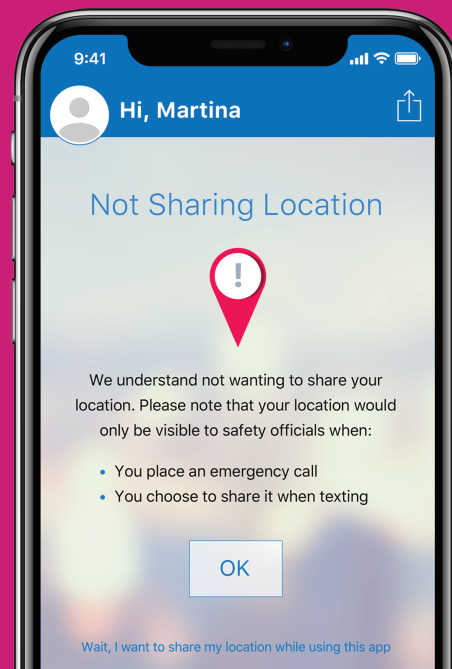 9:41
Hi, Martina
Not Sharing Location
!
We understand not wanting to share your
location. Please note that your location would
only be visible to safety officials when:
• You place an emergency call
• You choose to share it when texting
OK
Wait, I want to share my location while using this app